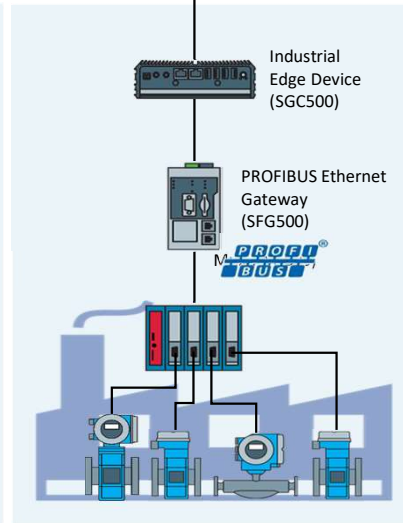 Industrial
Edge Device
(SGC500)
PROFIBUS Ethernet
Gateway
(SFG500)
PROFI®
BUS